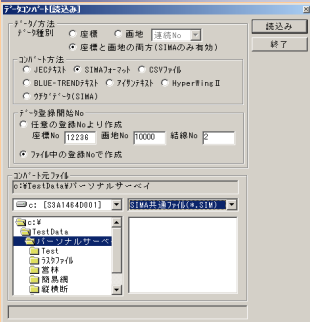 ﾃﾞｰﾀｺﾝﾊﾞｰﾄ[読込み]
ﾃﾞｰﾀ/方法
ﾃﾞｰﾀ種別 座標 画地 連続No
座標と画地の両方(SIMAのみ有効)
ｺﾝﾊﾞｰﾄ方法
JECﾃｷｽﾄ SIMAﾌｫｰﾏｯﾄ CSVﾌｧｲﾙ
BLUE-TRENDﾃｷｽﾄ ｱｲｻﾝﾃｷｽﾄ HyperWingⅡ
ｳﾁﾀﾞﾃﾞｰﾀ(SIMA)
ﾃﾞｰﾀ登録開始No
任意の登録Noより作成
座標No 12236 画地No 10000 結線No 2
ﾌｧｲﾙ中の登録Noで作成
ｺﾝﾊﾞｰﾄ元ﾌｧｲﾙ
c:¥TestData¥パーソナルサーベイ
c: [S3A1464D001] SIMA共通ﾌｧｲﾙ(*.SIM)
c:¥
TestData
パーソナルサーベ
Test
ﾗｽﾀﾌｧｲﾙ
営林
簡易網
縦横断
読込み
終了